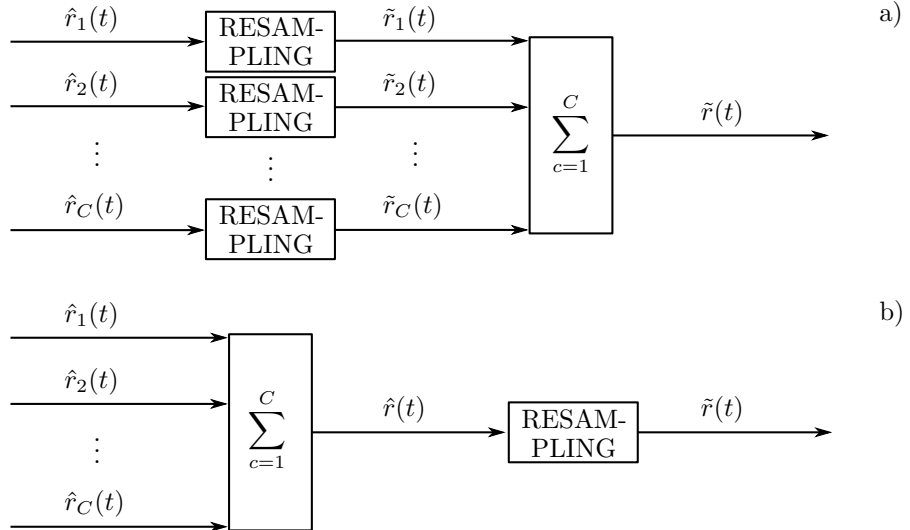 r̂₁(t) RESAM- r̃₁(t) a)
PLING
r̂₂(t) RESAM- r̃₂(t)
PLING
∑ c=1 C r̃(t)
⋮ ⋮ ⋮
r̂_C(t) RESAM- r̃_C(t)
PLING
r̂₁(t) b)
r̂₂(t)
∑ c=1 C r̂(t) RESAM- r̃(t)
PLING
⋮
r̂_C(t)